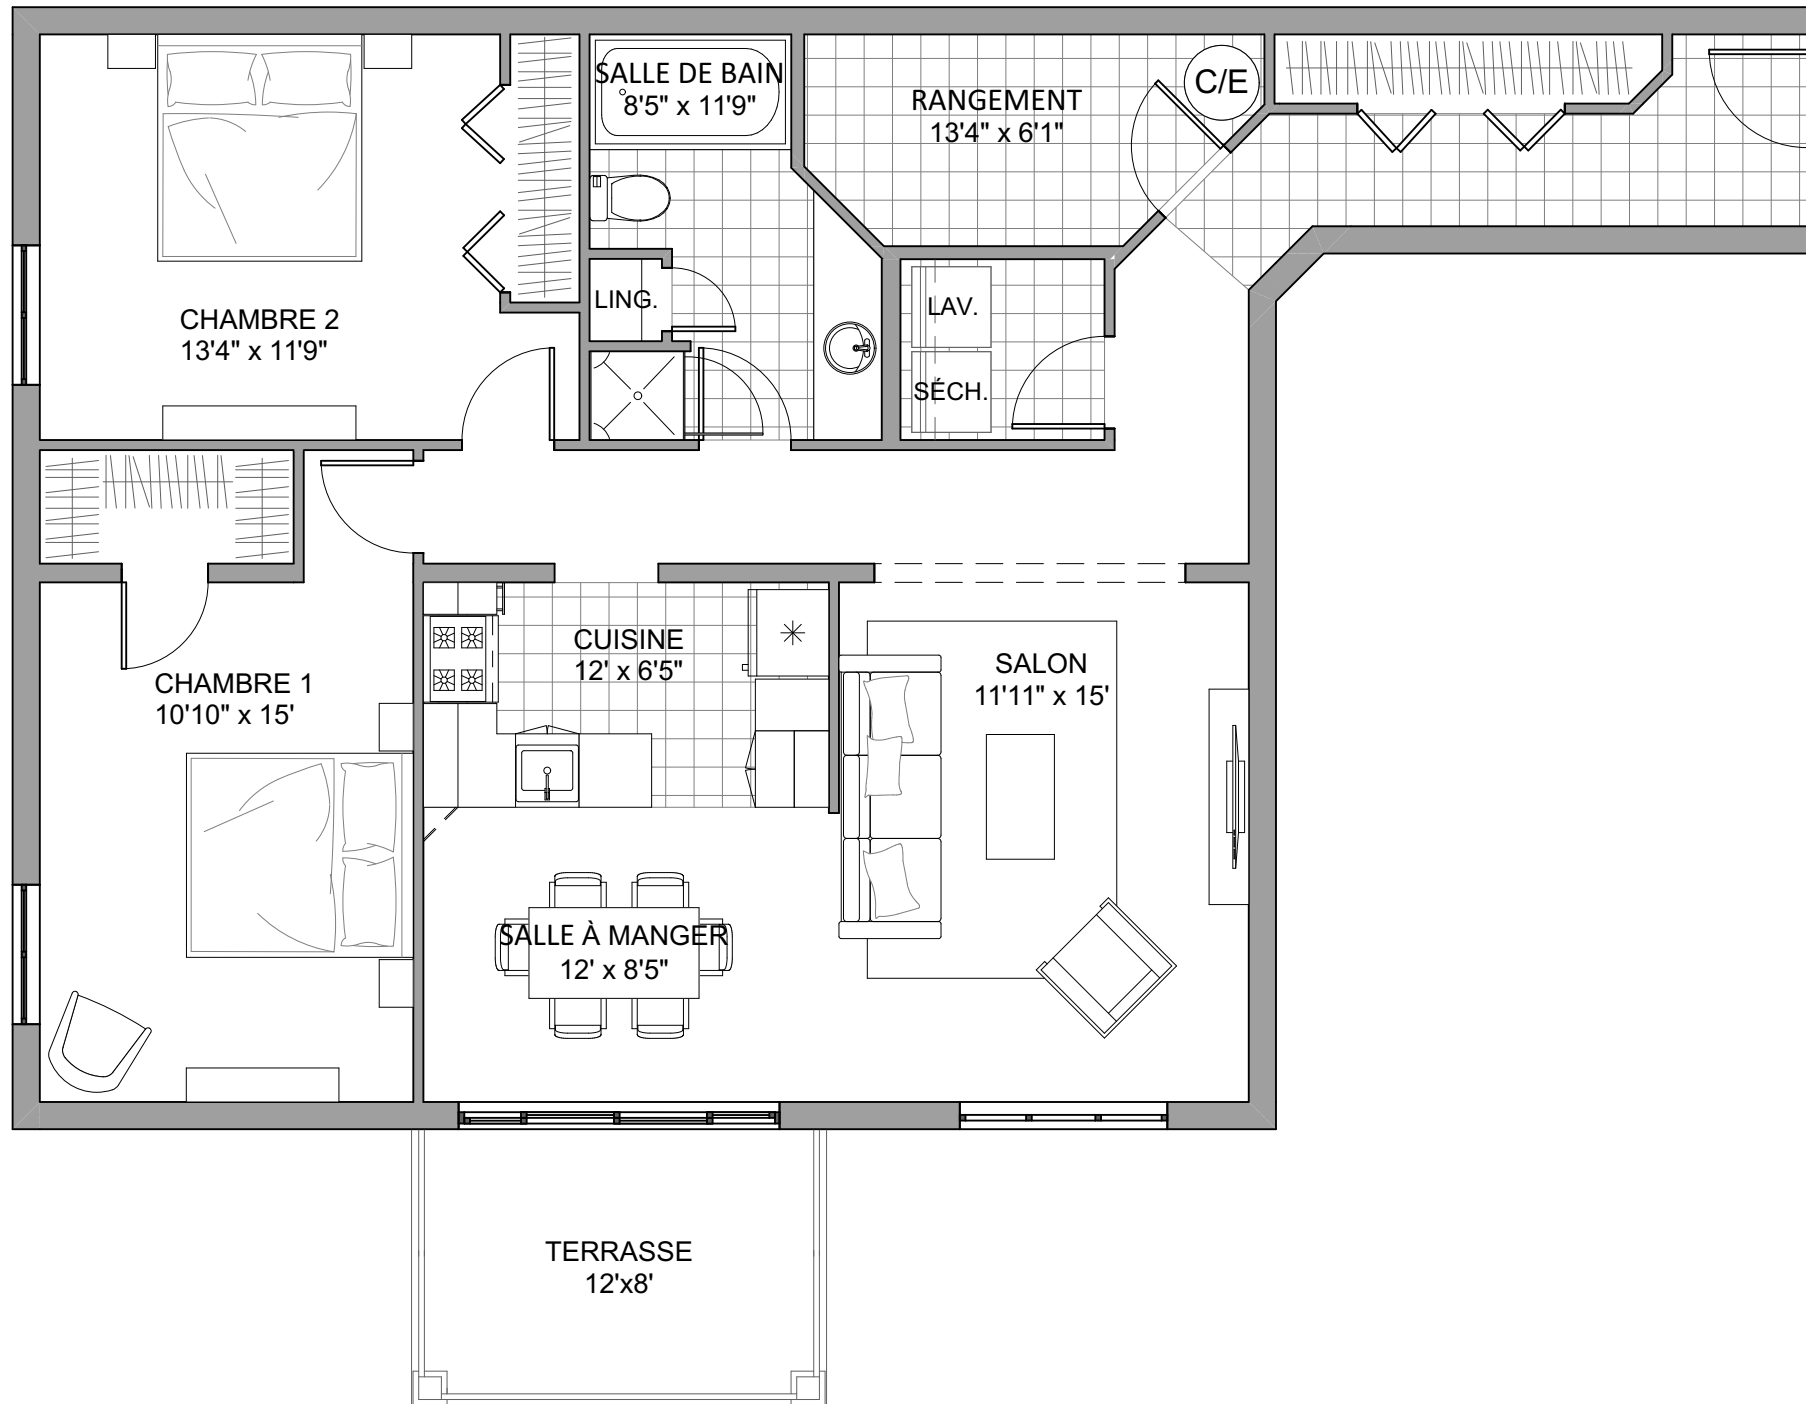 SALLE DE BAIN
8'5" x 11'9"
RANGEMENT
13'4" x 6'1"
C/E
LING.
LAV.
SÉCH.
CHAMBRE 2
13'4" x 11'9"
CUISINE
12' x 6'5"
SALON
11'11" x 15'
CHAMBRE 1
10'10" x 15'
SALLE À MANGER
12' x 8'5"
TERRASSE
12'x8'